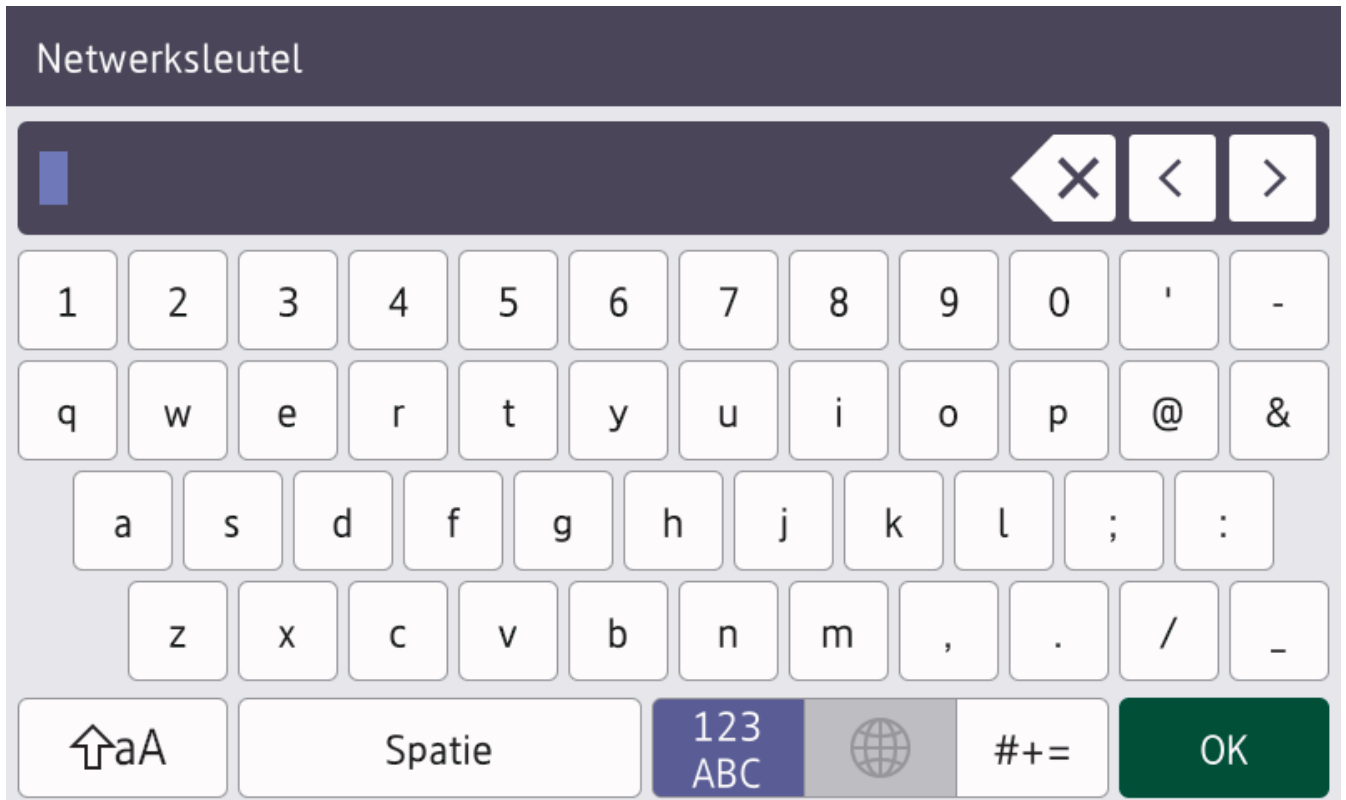 Netwerksleutel
1 2 3 4 5 6 7 8 9 0 ' -
q w e r t y u i o p @ &
a s d f g h j k l ; :
z x c v b n m , . / _
aA Spatie 123 ABC #+= OK